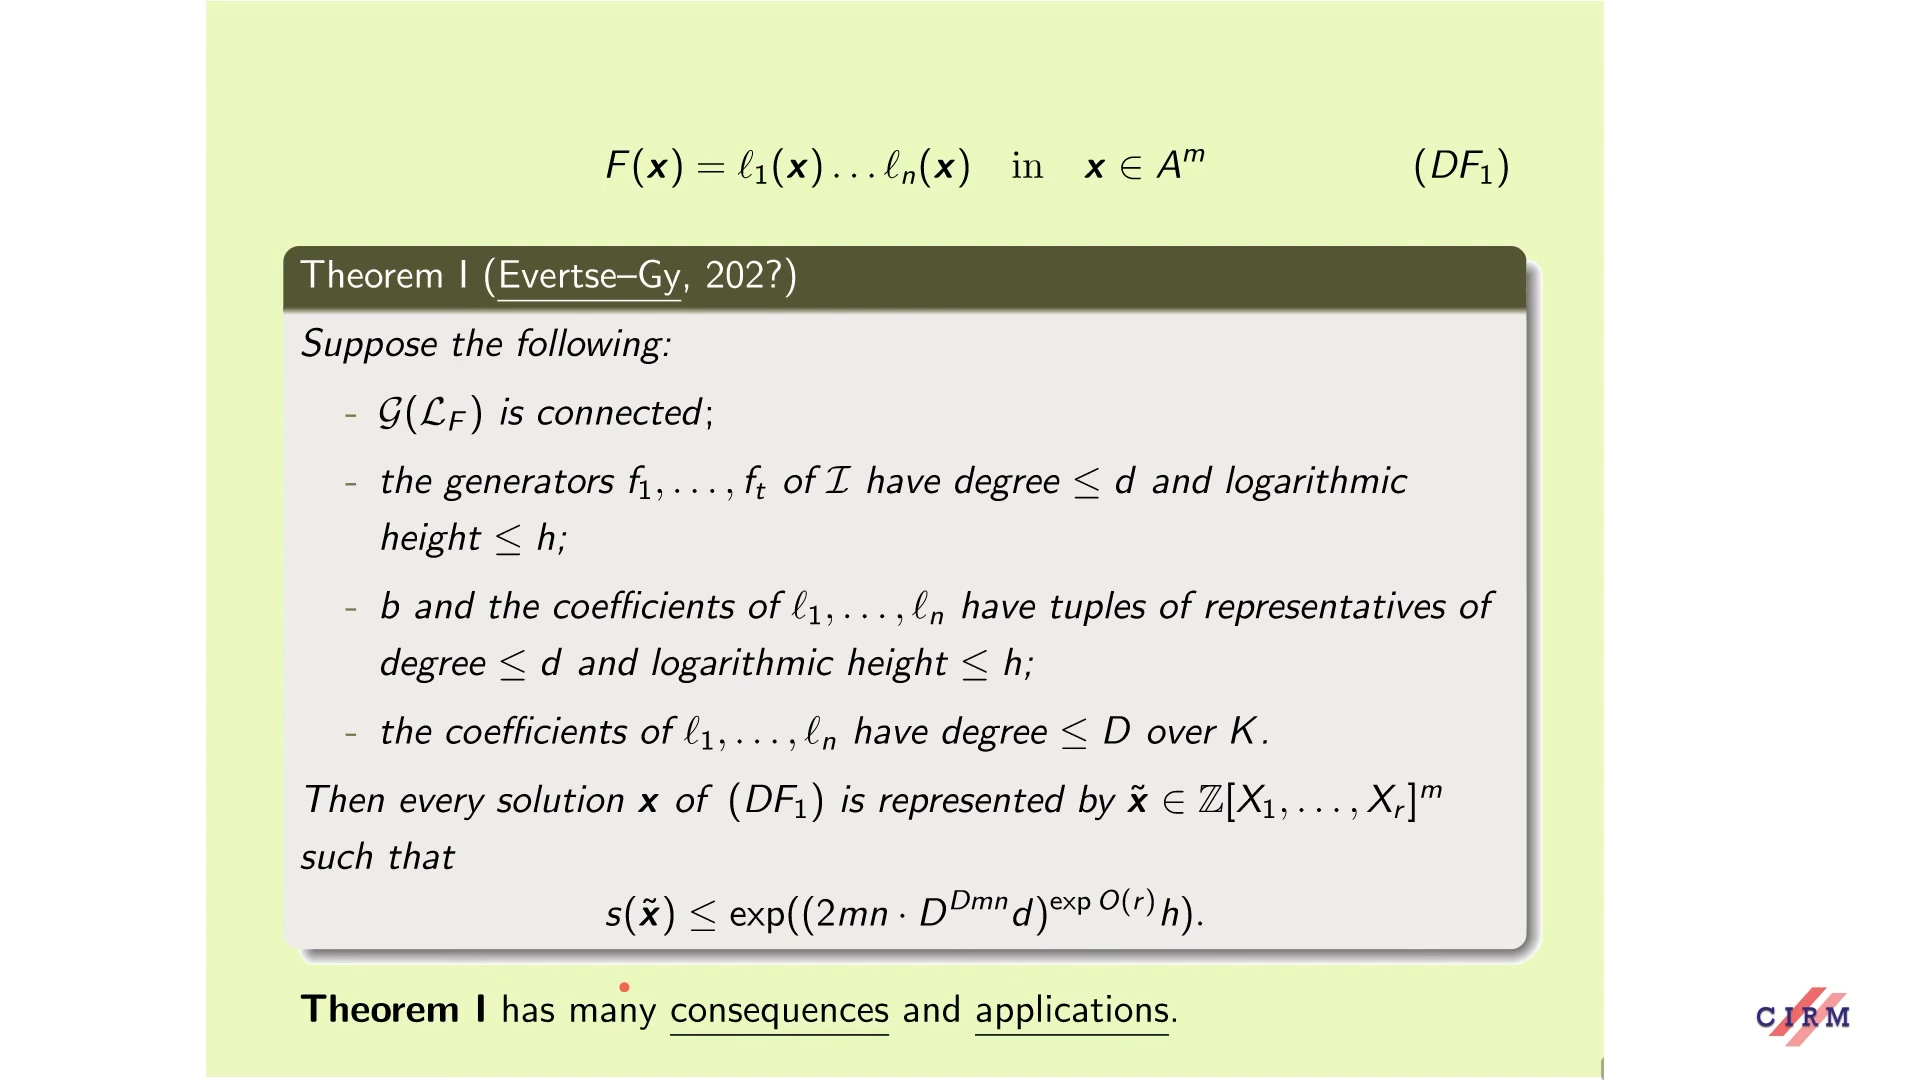 F(x) = ℓ₁(x) … ℓₙ(x) in x ∈ Aᵐ (DF₁)
Theorem I (Evertse–Gy, 202?)
Suppose the following:
- 𝒢(ℒ_F) is connected;
- the generators f₁, …, f_t of ℐ have degree ≤ d and logarithmic
height ≤ h;
- b and the coefficients of ℓ₁, …, ℓₙ have tuples of representatives of
degree ≤ d and logarithmic height ≤ h;
- the coefficients of ℓ₁, …, ℓₙ have degree ≤ D over K.
Then every solution x of (DF₁) is represented by x̃ ∈ ℤ[X₁, …, X_r]ᵐ
such that
s(x̃) ≤ exp((2mn · D^{Dmn} d)^{exp O(r)} h).
Theorem I has many consequences and applications.
CIRM